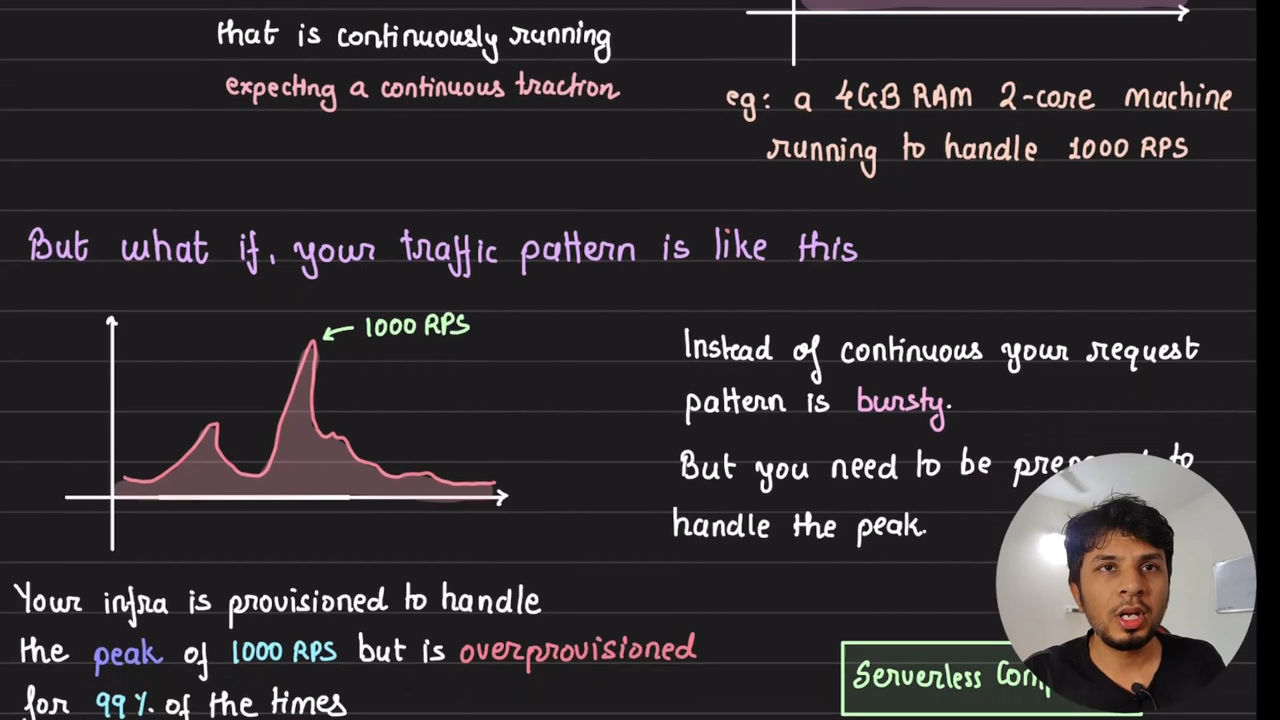 that is continuously running
expecting a continuous traction
eg: a 4GB RAM 2-core machine
running to handle 1000 RPS
But what if, your traffic pattern is like this
1000 RPS
Instead of continuous your request
pattern is bursty.
But you need to be to
handle the peak.
Your infra is provisioned to handle
the peak of 1000 RPS but is overprovisioned
for 99%. of the times
Serverless